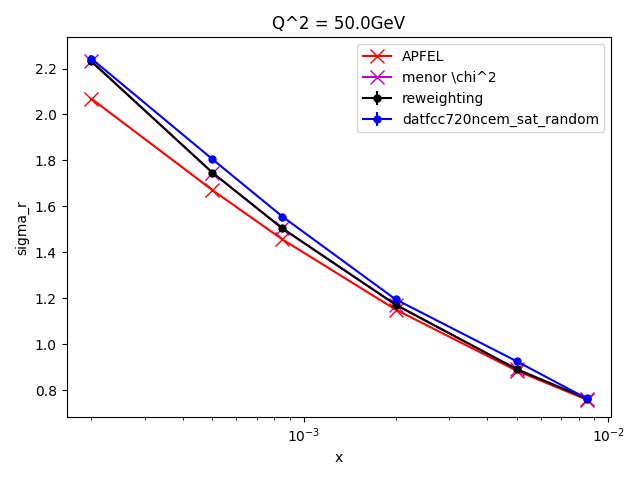 Q^2 = 50.0GeV
APFEL
menor \chi^2
reweighting
datfcc720ncem_sat_random
sigma_r
2.2
2.0
1.8
1.6
1.4
1.2
1.0
0.8
10⁻³
10⁻²
x